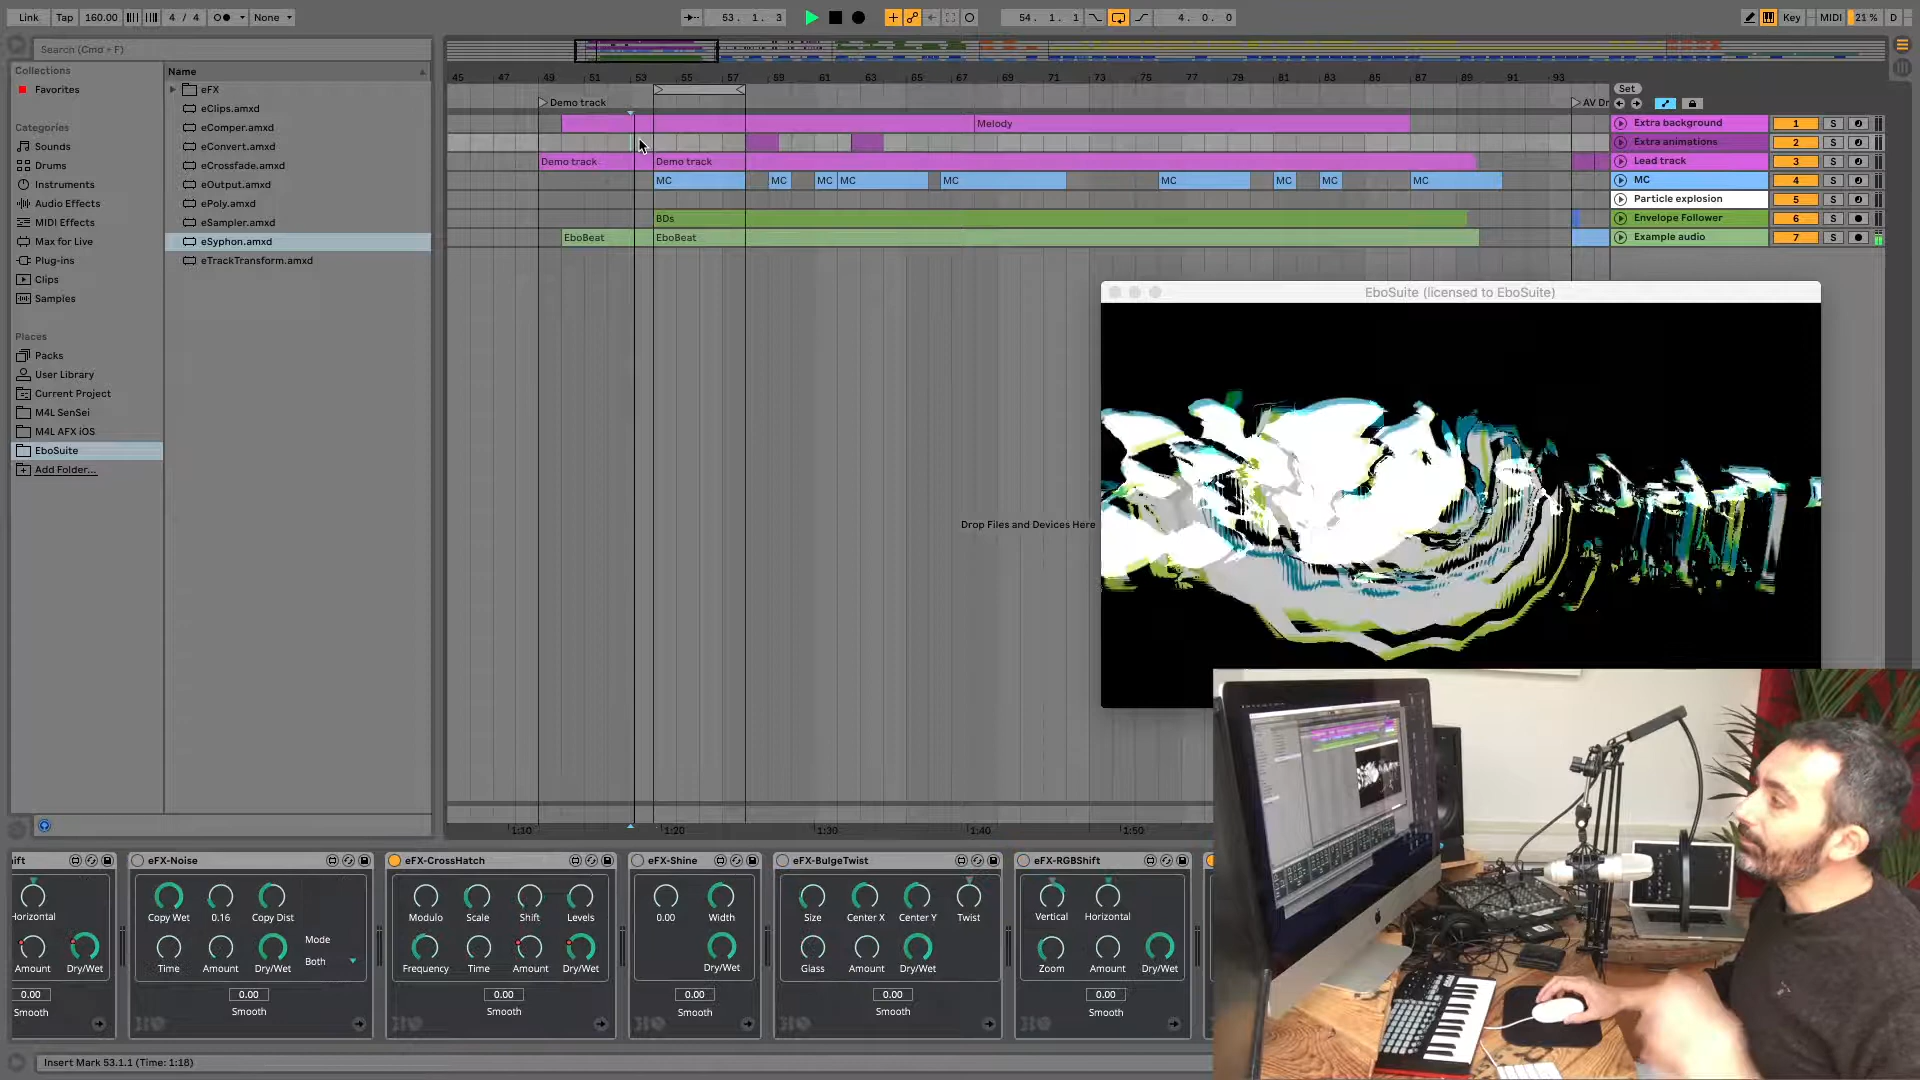 Link Tap 160.00 4 / 4 None 53. 1. 3 54. 1. 1 4. 0. 0 Key MIDI 21 % D
Search (Cmd + F)
Collections
Favorites
Categories
Sounds
Drums
Instruments
Audio Effects
MIDI Effects
Max for Live
Plug-ins
Clips
Samples
Places
Packs
User Library
Current Project
M4L SenSei
M4L AFX iOS
EboSuite
Add Folder...
Name
eFX
eClips.amxd
eComper.amxd
eConvert.amxd
eCrossfade.amxd
eOutput.amxd
ePoly.amxd
eSampler.amxd
eSyphon.amxd
eTrackTransform.amxd
45 47 49 51 53 55 57 59 61 63 65 67 69 71 73 75 77 79 81 83 85 87 89 91 93
Set
Demo track AV Dr
Melody Extra background 1 S
Extra animations 2 S
Demo track Demo track Lead track 3 S
MC MC MC MC MC MC MC MC MC MC 4 S
Particle explosion 5 S
BDs Envelope Follower 6 S
EboBeat EboBeat Example audio 7 S
EboSuite (licensed to EboSuite)
Drop Files and Devices Here
1:30 1:20 1:30 1:40 1:50
ift eFX-Noise eFX-CrossHatch eFX-Shine eFX-BulgeTwist eFX-RGBShift
Horizontal Copy Wet 0.16 Copy Dist Modulo Scale Shift Levels 0.00 Width Size Center X Center Y Twist Vertical Horizontal
Mode
Both
Amount Dry/Wet Time Amount Dry/Wet Frequency Time Amount Dry/Wet Dry/Wet Glass Amount Dry/Wet Zoom Amount Dry/Wet
0.00 0.00 0.00 0.00 0.00 0.00
Smooth Smooth Smooth Smooth Smooth Smooth
Insert Mark 53.1.1 (Time: 1:18)